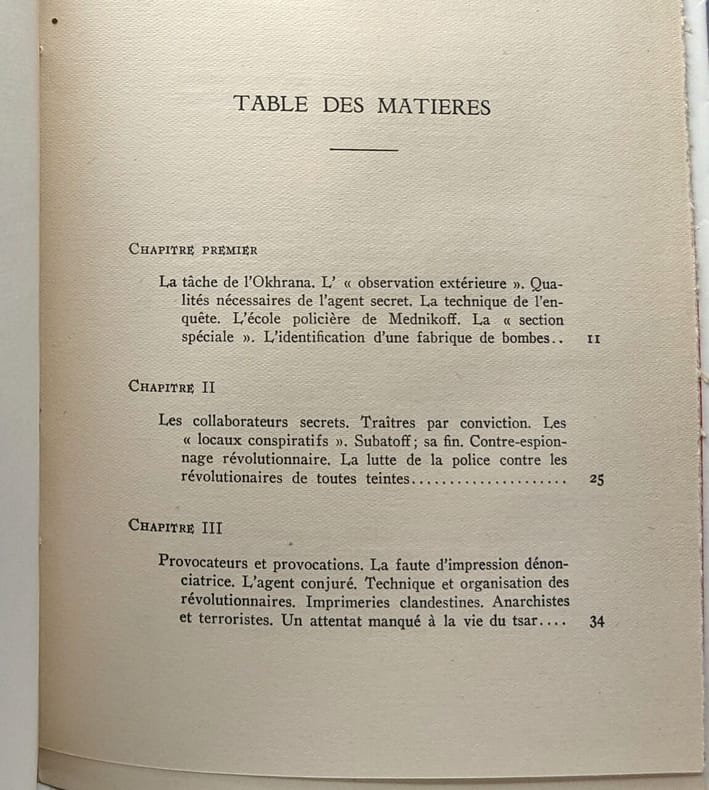 TABLE DES MATIERES
CHAPITRE PREMIER
La tâche de l'Okhrana. L' « observation extérieure ». Qua-
lités nécessaires de l'agent secret. La technique de l'en-
quête. L'école policière de Mednikoff. La « section
spéciale ». L'identification d'une fabrique de bombes.. 11
CHAPITRE II
Les collaborateurs secrets. Traîtres par conviction. Les
« locaux conspiratifs ». Subatoff; sa fin. Contre-espion-
nage révolutionnaire. La lutte de la police contre les
révolutionaires de toutes teintes..................... 25
CHAPITRE III
Provocateurs et provocations. La faute d'impression dénon-
ciatrice. L'agent conjuré. Technique et organisation des
révolutionnaires. Imprimeries clandestines. Anarchistes
et terroristes. Un attentat manqué à la vie du tsar.... 34